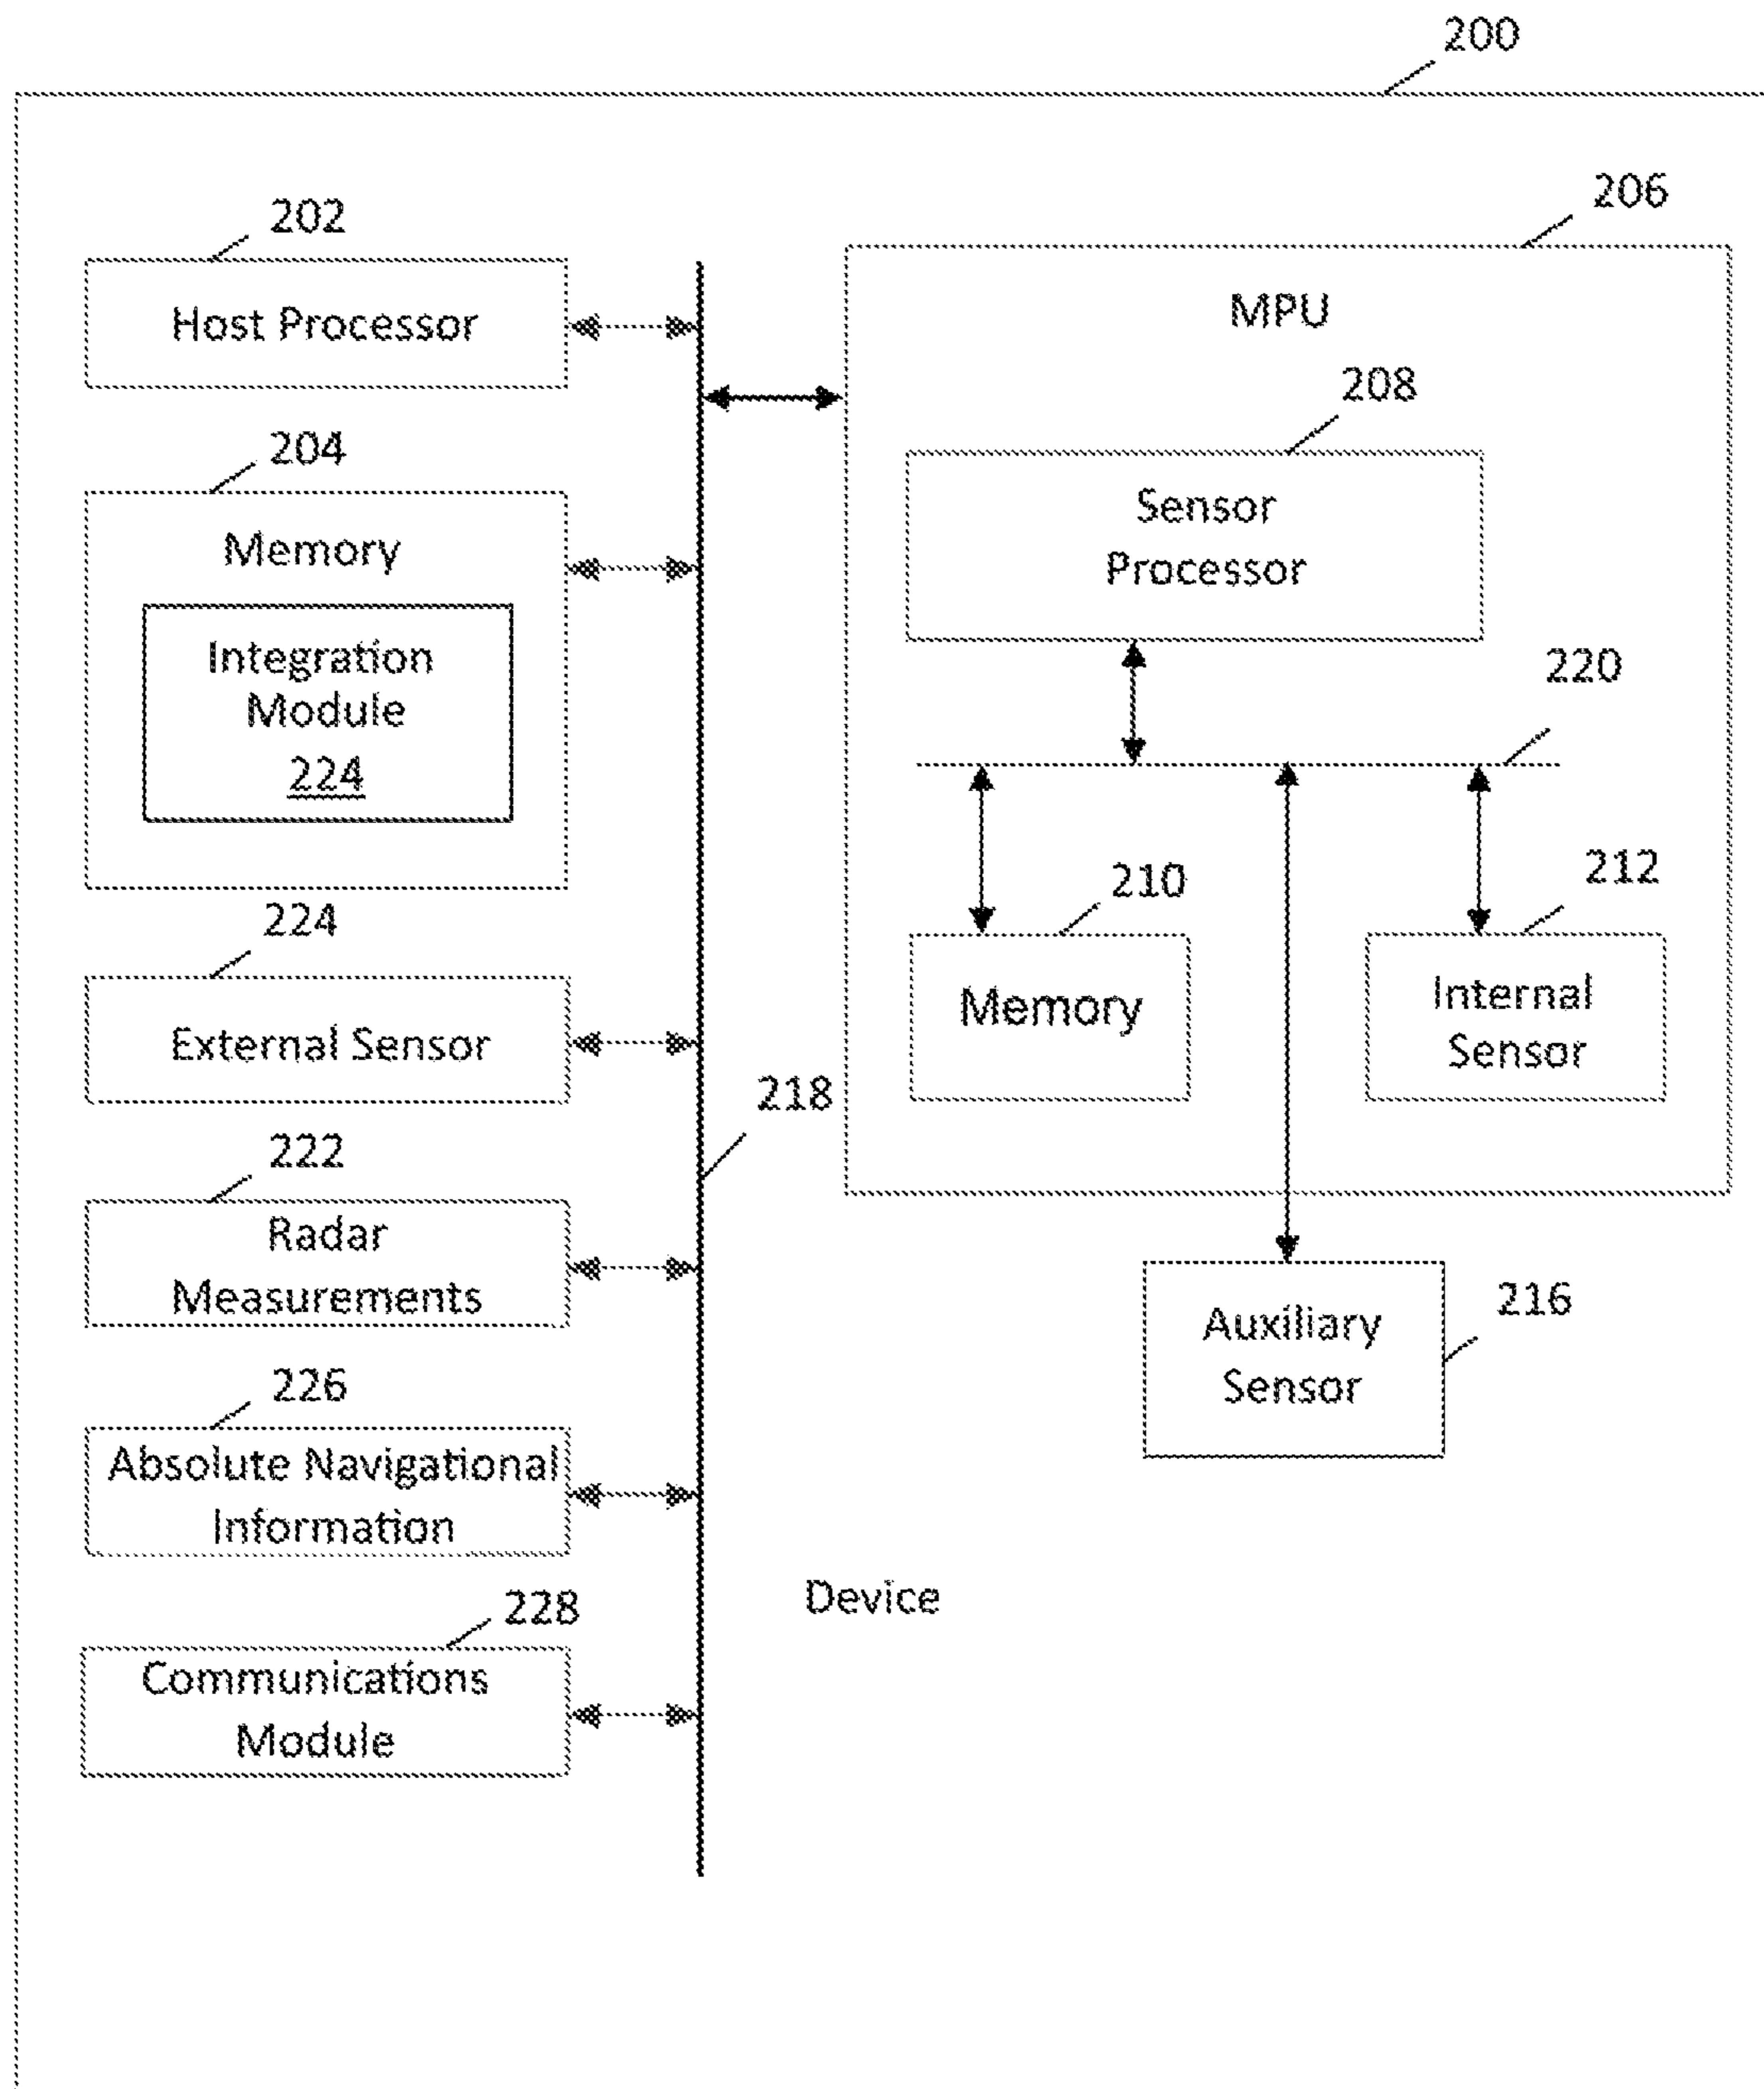 200
202
Host Processor
204
Memory
Integration
Module
224
224
External Sensor
222
Radar
Measurements
226
Absolute Navigational
Information
228
Communications
Module
218
206
MPU
208
Sensor
Processor
220
210
Memory
212
Internal
Sensor
216
Auxiliary
Sensor
Device